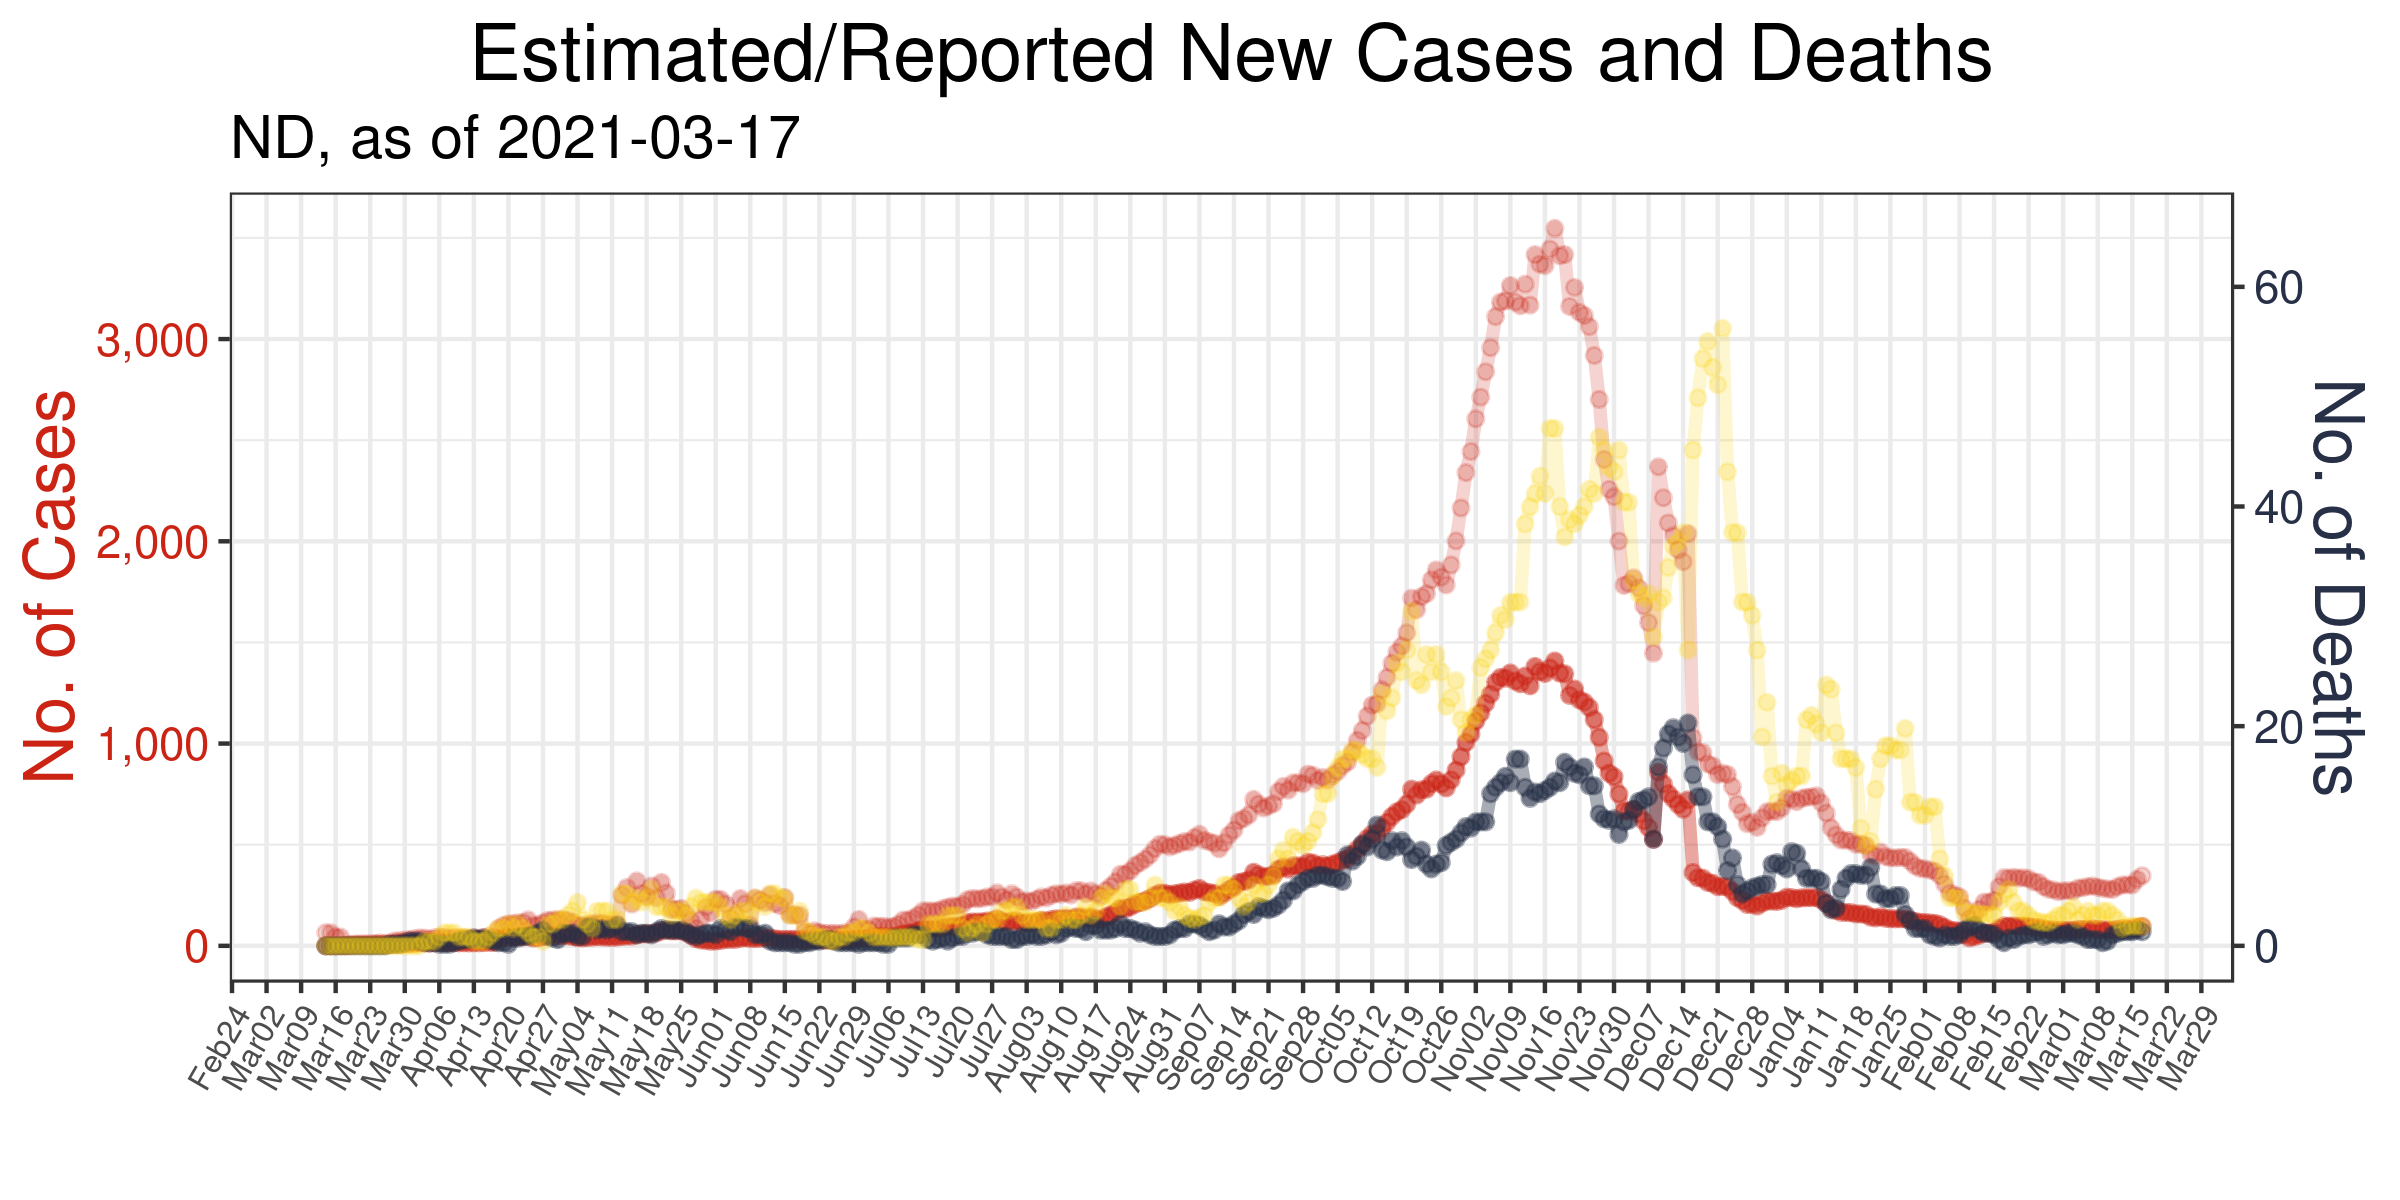 Estimated/Reported New Cases and Deaths
ND, as of 2021-03-17
No. of Cases
3,000
2,000
1,000
0
60
40
20
0
No. of Deaths
Feb24
Mar02
Mar09
Mar16
Mar23
Mar30
Apr06
Apr13
Apr20
Apr27
May04
May11
May18
May25
Jun01
Jun08
Jun15
Jun22
Jun29
Jul06
Jul13
Jul20
Jul27
Aug03
Aug10
Aug17
Aug24
Aug31
Sep07
Sep14
Sep21
Sep28
Oct05
Oct12
Oct19
Oct26
Nov02
Nov09
Nov16
Nov23
Nov30
Dec07
Dec14
Dec21
Dec28
Jan04
Jan11
Jan18
Jan25
Feb01
Feb08
Feb15
Feb22
Mar01
Mar08
Mar15
Mar22
Mar29